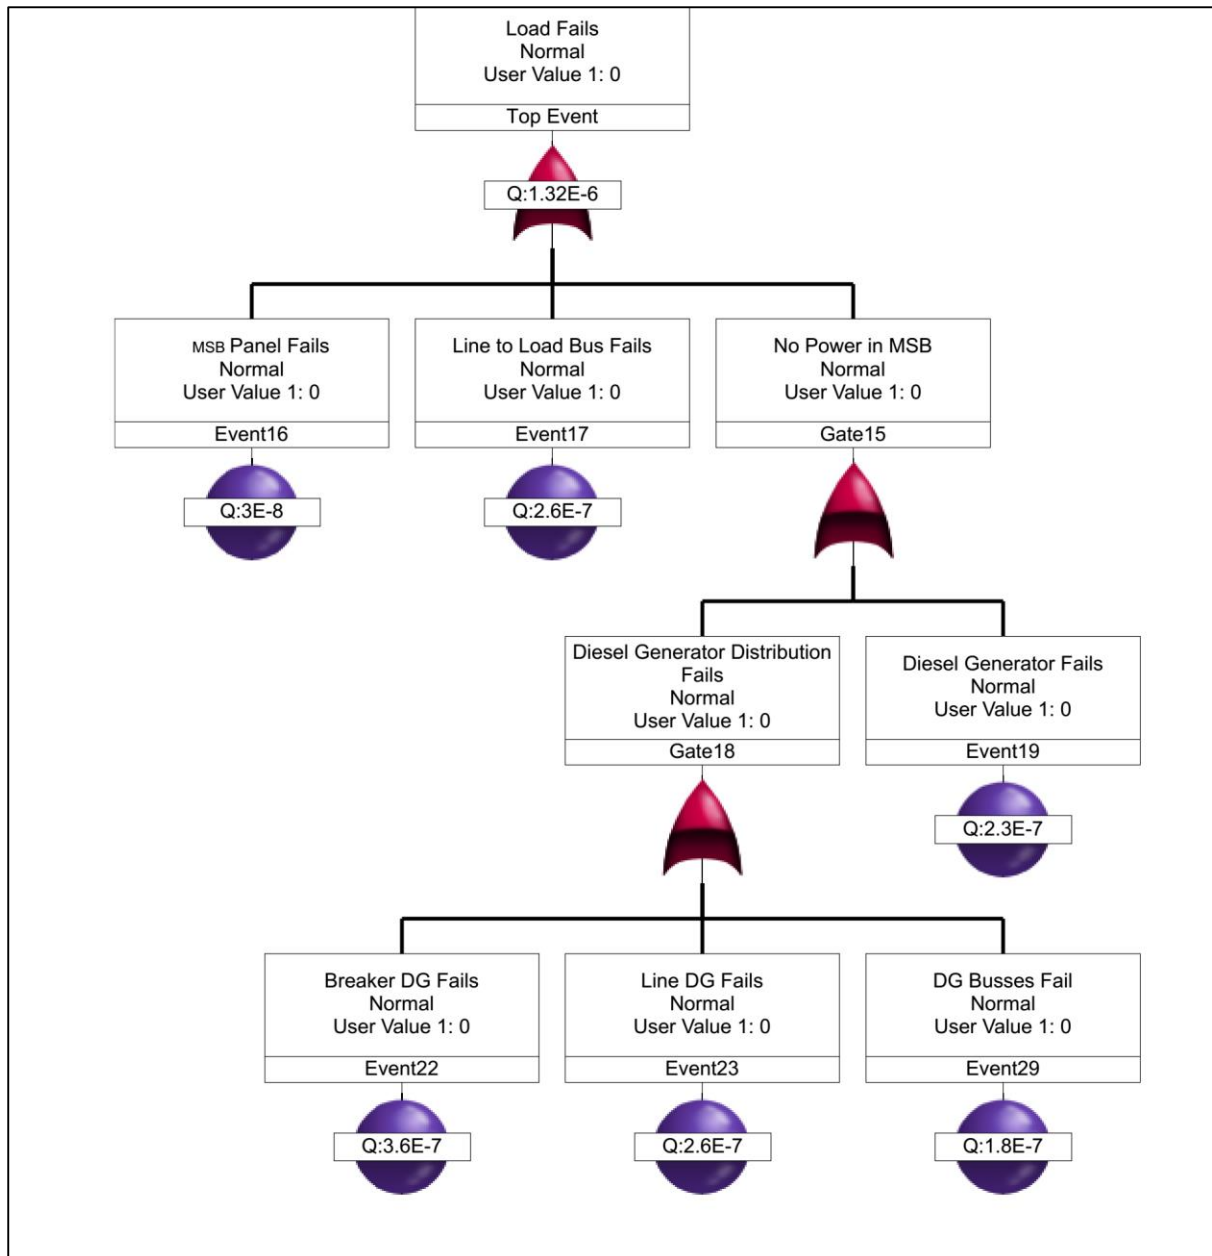 Load Fails
Normal
User Value 1: 0
Top Event
Q:1.32E-6
MSB Panel Fails
Normal
User Value 1: 0
Event16
Q:3E-8
Line to Load Bus Fails
Normal
User Value 1: 0
Event17
Q:2.6E-7
No Power in MSB
Normal
User Value 1: 0
Gate15
Diesel Generator Distribution
Fails
Normal
User Value 1: 0
Gate18
Diesel Generator Fails
Normal
User Value 1: 0
Event19
Q:2.3E-7
Breaker DG Fails
Normal
User Value 1: 0
Event22
Q:3.6E-7
Line DG Fails
Normal
User Value 1: 0
Event23
Q:2.6E-7
DG Busses Fail
Normal
User Value 1: 0
Event29
Q:1.8E-7